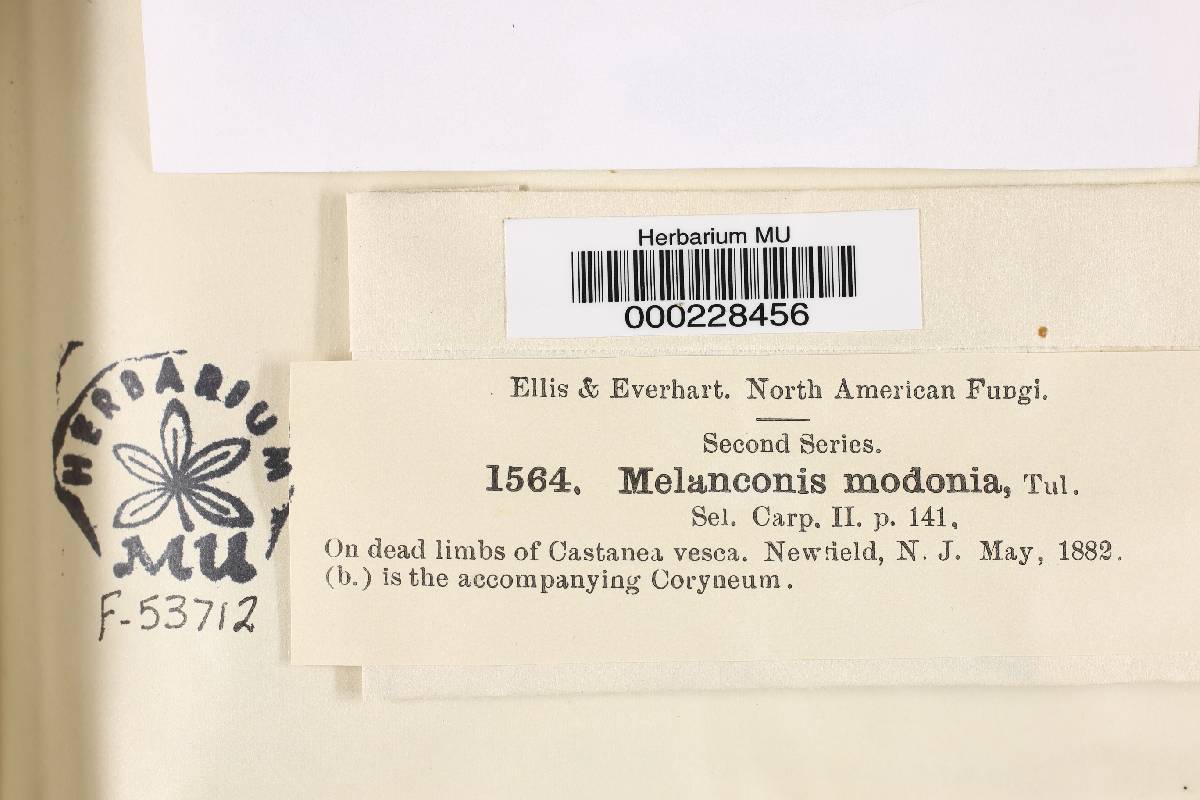 Herbarium MU
000228456
HERBARIUM
MU
F-53712
Ellis & Everhart. North American Fungi.
Second Series.
1564. Melanconis modonia, Tul.
Sel. Carp. II. p. 141.
On dead limbs of Castanea vesca. Newfield, N. J. May, 1882.
(b.) is the accompanying Coryneum.